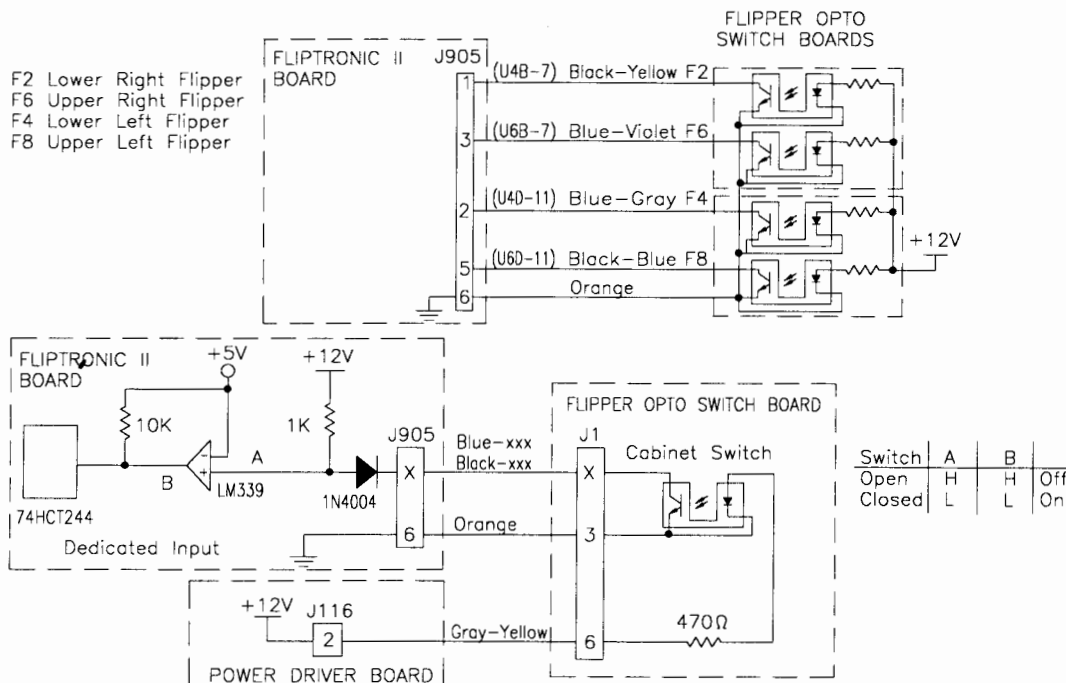 FLIPPER OPTO
SWITCH BOARDS
FLIPTRONIC II
BOARD
J905
F2 Lower Right Flipper
F6 Upper Right Flipper
F4 Lower Left Flipper
F8 Upper Left Flipper
1
(U4B-7) Black-Yellow F2
3
(U6B-7) Blue-Violet F6
2
(U4D-11) Blue-Gray F4
+12V
5
(U6D-11) Black-Blue F8
6
Orange
FLIPTRONIC II
BOARD
+5V
+12V
10K
1K
J905
A
B
LM339
1N4004
74HCT244
Dedicated Input
X
6
Blue-xxx
Black-xxx
Orange
FLIPPER OPTO SWITCH BOARD
J1
Cabinet Switch
X
3
6
470Ω
Switch A B
Open H H Off
Closed L L On
+12V
J116
2
Gray-Yellow
POWER DRIVER BOARD